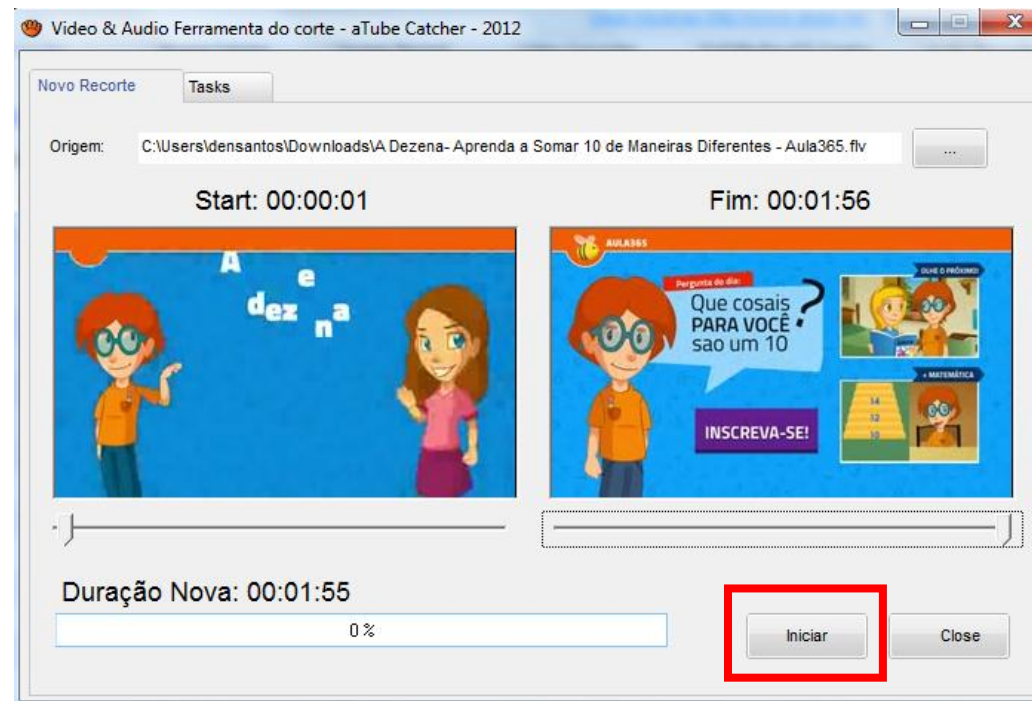 Video & Audio Ferramenta do corte - aTube Catcher - 2012
Novo Recorte
Tasks
Origem:
C:\Users\densantos\Downloads\A Dezena- Aprenda a Somar 10 de Maneiras Diferentes - Aula365.flv
...
Start: 00:00:01
Fim: 00:01:56
A
e
dez
n
a
AULA365
Pergunta do dia:
Que cosais
PARA VOCÊ
sao um 10
?
OLHE O PRÓXIMO!
+ MATEMÁTICA
14
12
10
INSCREVA-SE!
Duração Nova: 00:01:55
0 %
Iniciar
Close